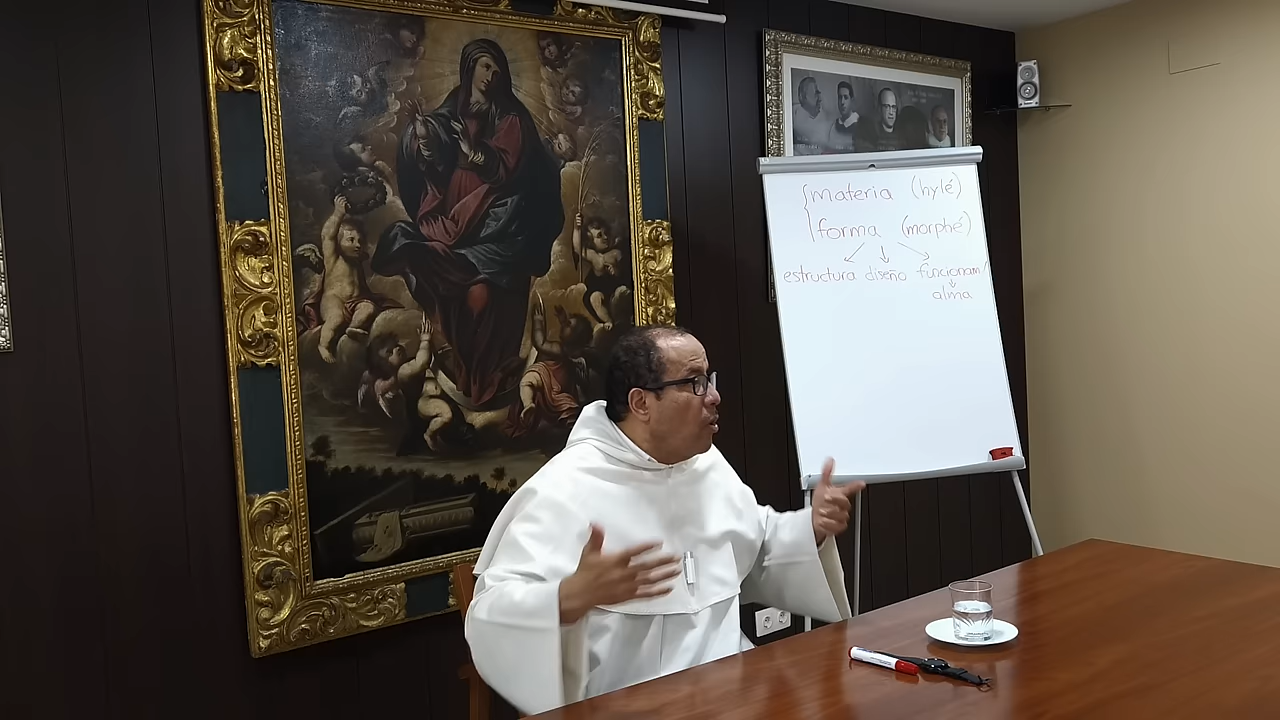 materia (hylé)
forma (morphé)
estructura diseño funcionam/
alma